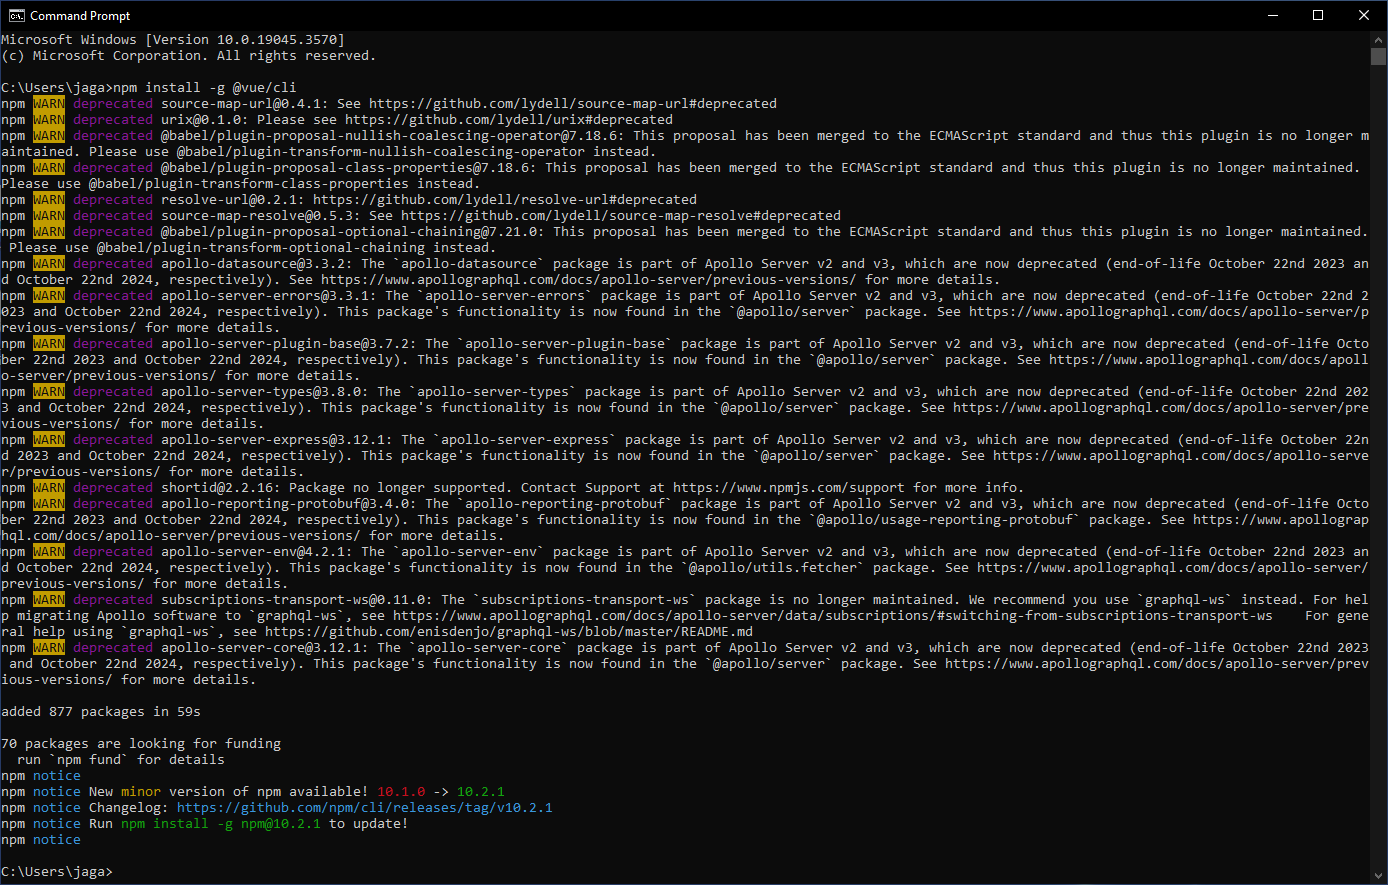 Command Prompt
Microsoft Windows [Version 10.0.19045.3570]
(c) Microsoft Corporation. All rights reserved.
C:\Users\jaga>npm install -g @vue/cli
npm WARN deprecated source-map-url@0.4.1: See https://github.com/lydell/source-map-url#deprecated
npm WARN deprecated urix@0.1.0: Please see https://github.com/lydell/urix#deprecated
npm WARN deprecated @babel/plugin-proposal-nullish-coalescing-operator@7.18.6: This proposal has been merged to the ECMAScript standard and thus this plugin is no longer m
aintained. Please use @babel/plugin-transform-nullish-coalescing-operator instead.
npm WARN deprecated @babel/plugin-proposal-class-properties@7.18.6: This proposal has been merged to the ECMAScript standard and thus this plugin is no longer maintained.
Please use @babel/plugin-transform-class-properties instead.
npm WARN deprecated resolve-url@0.2.1: https://github.com/lydell/resolve-url#deprecated
npm WARN deprecated source-map-resolve@0.5.3: See https://github.com/lydell/source-map-resolve#deprecated
npm WARN deprecated @babel/plugin-proposal-optional-chaining@7.21.0: This proposal has been merged to the ECMAScript standard and thus this plugin is no longer maintained.
 Please use @babel/plugin-transform-optional-chaining instead.
npm WARN deprecated apollo-datasource@3.3.2: The `apollo-datasource` package is part of Apollo Server v2 and v3, which are now deprecated (end-of-life October 22nd 2023 an
d October 22nd 2024, respectively). See https://www.apollographql.com/docs/apollo-server/previous-versions/ for more details.
npm WARN deprecated apollo-server-errors@3.3.1: The `apollo-server-errors` package is part of Apollo Server v2 and v3, which are now deprecated (end-of-life October 22nd 2
023 and October 22nd 2024, respectively). This package's functionality is now found in the `@apollo/server` package. See https://www.apollographql.com/docs/apollo-server/p
revious-versions/ for more details.
npm WARN deprecated apollo-server-plugin-base@3.7.2: The `apollo-server-plugin-base` package is part of Apollo Server v2 and v3, which are now deprecated (end-of-life Octo
ber 22nd 2023 and October 22nd 2024, respectively). This package's functionality is now found in the `@apollo/server` package. See https://www.apollographql.com/docs/apoll
o-server/previous-versions/ for more details.
npm WARN deprecated apollo-server-types@3.8.0: The `apollo-server-types` package is part of Apollo Server v2 and v3, which are now deprecated (end-of-life October 22nd 202
3 and October 22nd 2024, respectively). This package's functionality is now found in the `@apollo/server` package. See https://www.apollographql.com/docs/apollo-server/pre
vious-versions/ for more details.
npm WARN deprecated apollo-server-express@3.12.1: The `apollo-server-express` package is part of Apollo Server v2 and v3, which are now deprecated (end-of-life October 22n
d 2023 and October 22nd 2024, respectively). This package's functionality is now found in the `@apollo/server` package. See https://www.apollographql.com/docs/apollo-serve
r/previous-versions/ for more details.
npm WARN deprecated shortid@2.2.16: Package no longer supported. Contact Support at https://www.npmjs.com/support for more info.
npm WARN deprecated apollo-reporting-protobuf@3.4.0: The `apollo-reporting-protobuf` package is part of Apollo Server v2 and v3, which are now deprecated (end-of-life Octo
ber 22nd 2023 and October 22nd 2024, respectively). This package's functionality is now found in the `@apollo/usage-reporting-protobuf` package. See https://www.apollograp
hql.com/docs/apollo-server/previous-versions/ for more details.
npm WARN deprecated apollo-server-env@4.2.1: The `apollo-server-env` package is part of Apollo Server v2 and v3, which are now deprecated (end-of-life October 22nd 2023 an
d October 22nd 2024, respectively). This package's functionality is now found in the `@apollo/utils.fetcher` package. See https://www.apollographql.com/docs/apollo-server/
previous-versions/ for more details.
npm WARN deprecated subscriptions-transport-ws@0.11.0: The `subscriptions-transport-ws` package is no longer maintained. We recommend you use `graphql-ws` instead. For hel
p migrating Apollo software to `graphql-ws`, see https://www.apollographql.com/docs/apollo-server/data/subscriptions/#switching-from-subscriptions-transport-ws    For gene
ral help using `graphql-ws`, see https://github.com/enisdenjo/graphql-ws/blob/master/README.md
npm WARN deprecated apollo-server-core@3.12.1: The `apollo-server-core` package is part of Apollo Server v2 and v3, which are now deprecated (end-of-life October 22nd 2023
 and October 22nd 2024, respectively). This package's functionality is now found in the `@apollo/server` package. See https://www.apollographql.com/docs/apollo-server/prev
ious-versions/ for more details.
added 877 packages in 59s
70 packages are looking for funding
  run `npm fund` for details
npm notice
npm notice New minor version of npm available! 10.1.0 -> 10.2.1
npm notice Changelog: https://github.com/npm/cli/releases/tag/v10.2.1
npm notice Run npm install -g npm@10.2.1 to update!
npm notice
C:\Users\jaga>